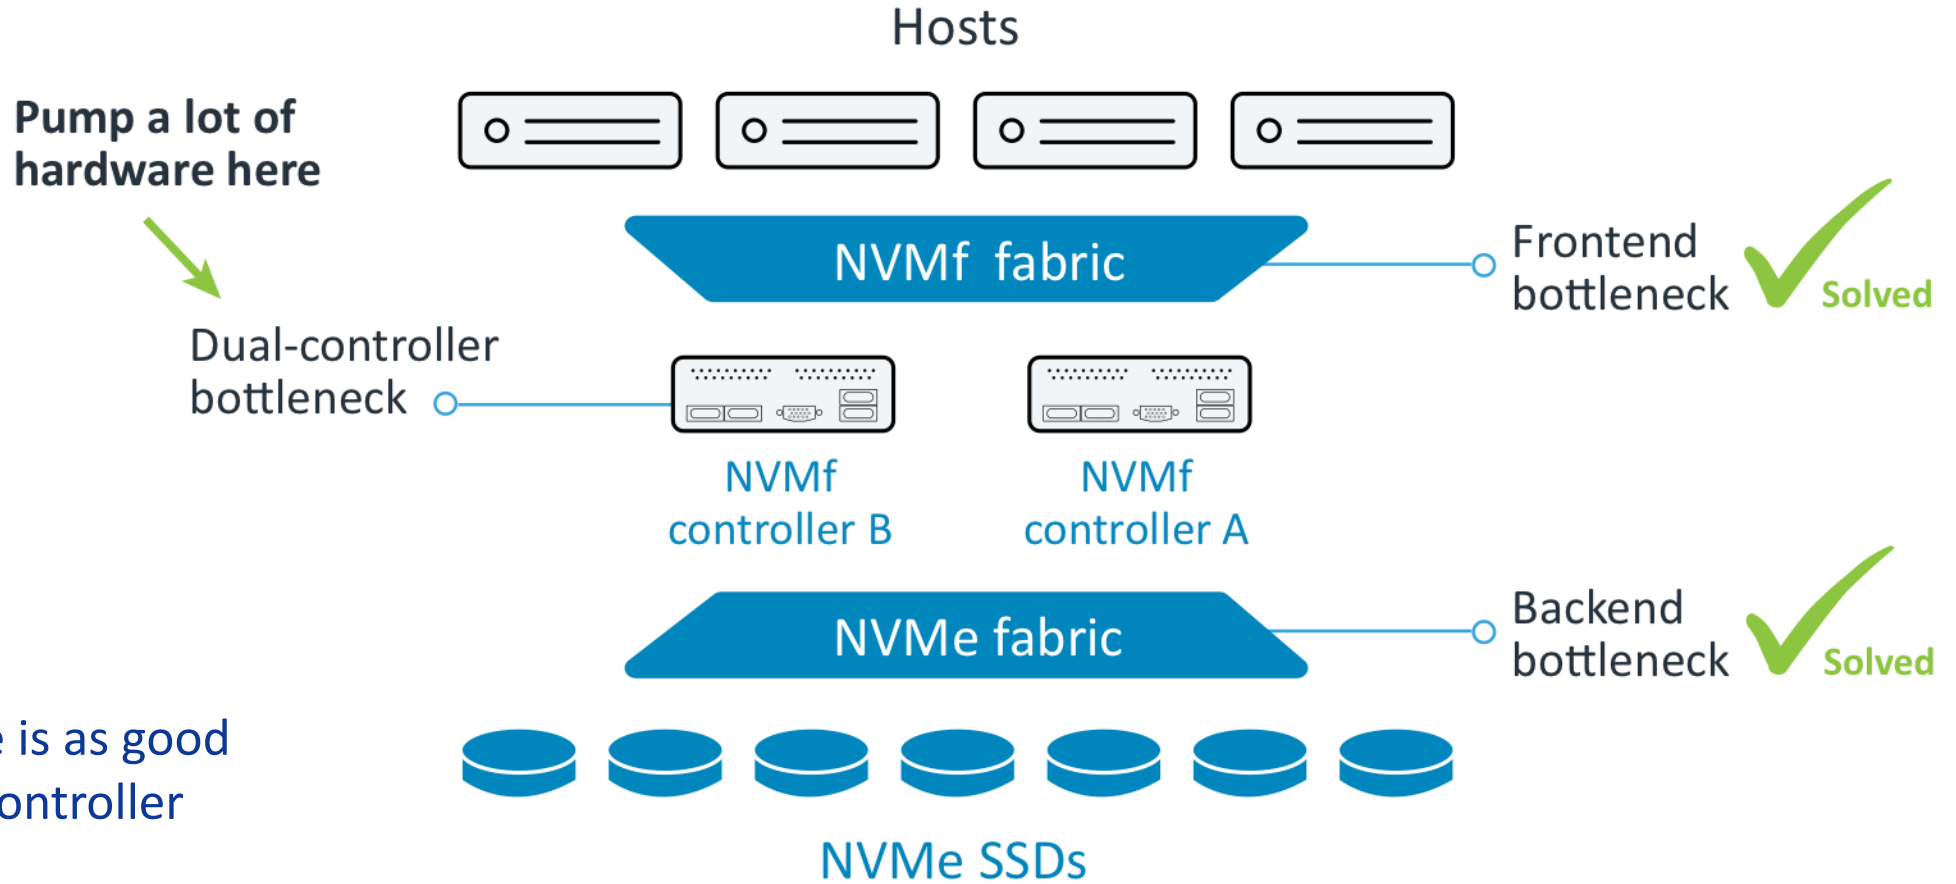 Hosts
Pump a lot of
hardware here
NVMf fabric
Frontend
bottleneck
Solved
Dual-controller
bottleneck
NVMf
controller B
NVMf
controller A
NVMe fabric
Backend
bottleneck
Solved
is as good
NVMe SSDs